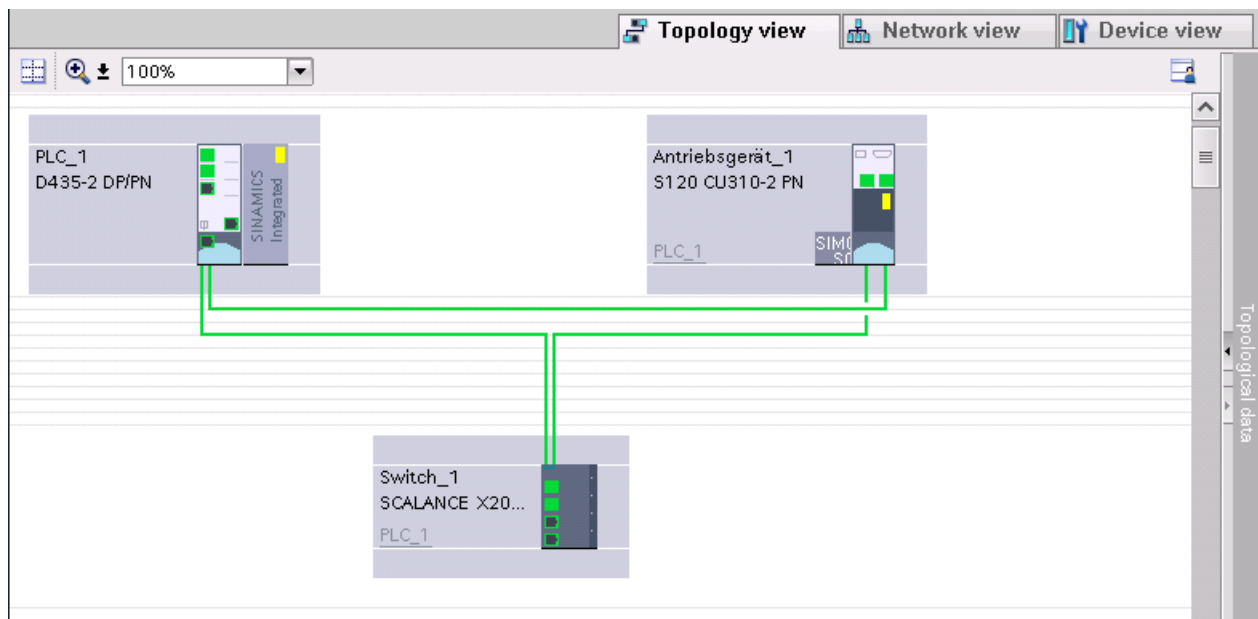 Topology view
Network view
Device view
100%
PLC_1
D435-2 DP/PN
SINAMICS
Integrated
Antriebsgerät_1
S120 CU310-2 PN
PLC_1
Switch_1
SCALANCE X20...
PLC_1
Topological data